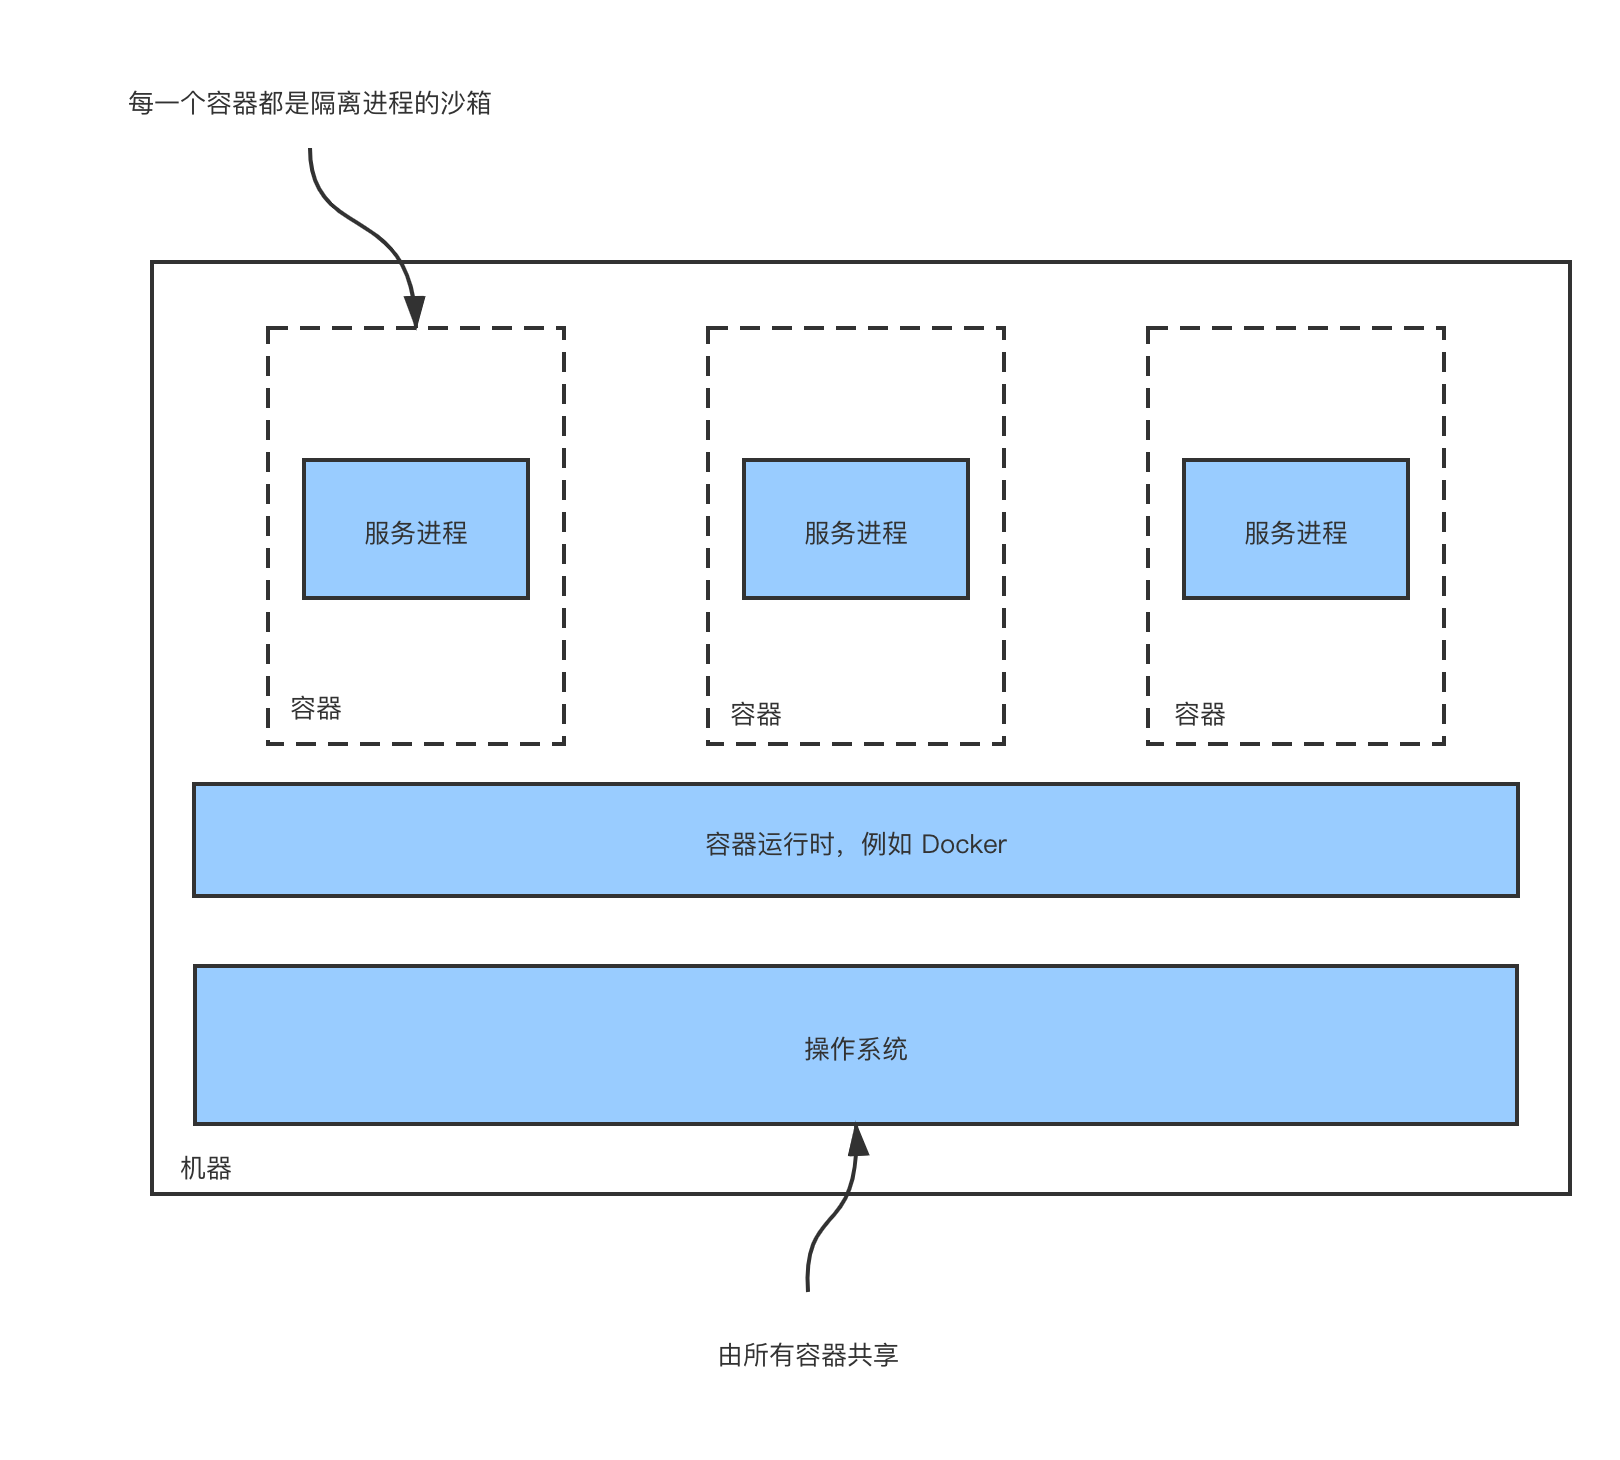 每一个容器都是隔离进程的沙箱
服务进程
服务进程
服务进程
容器
容器
容器
容器运行时，例如 Docker
操作系统
机器
由所有容器共享